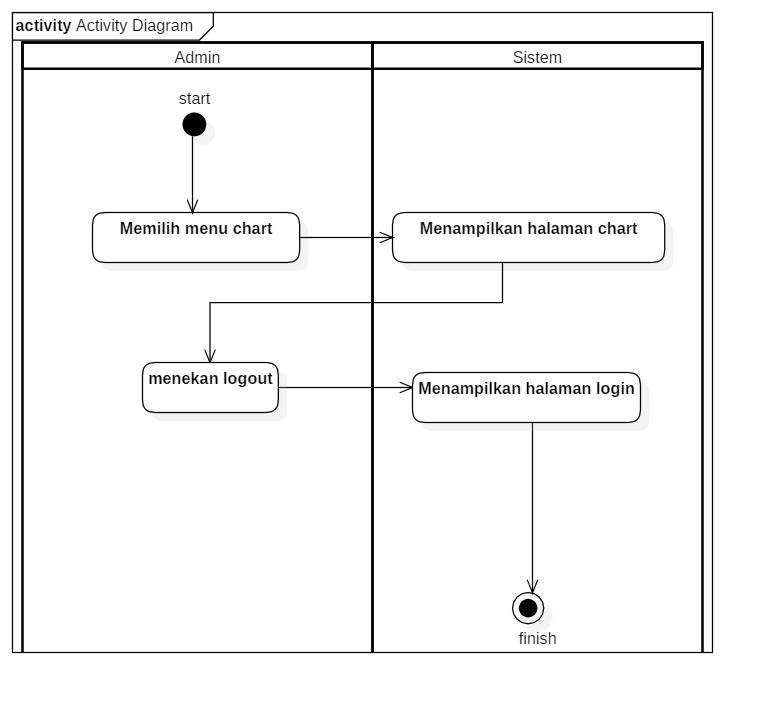 activity Activity Diagram
Admin
Sistem
start
Memilih menu chart
Menampilkan halaman chart
menekan logout
Menampilkan halaman login
finish